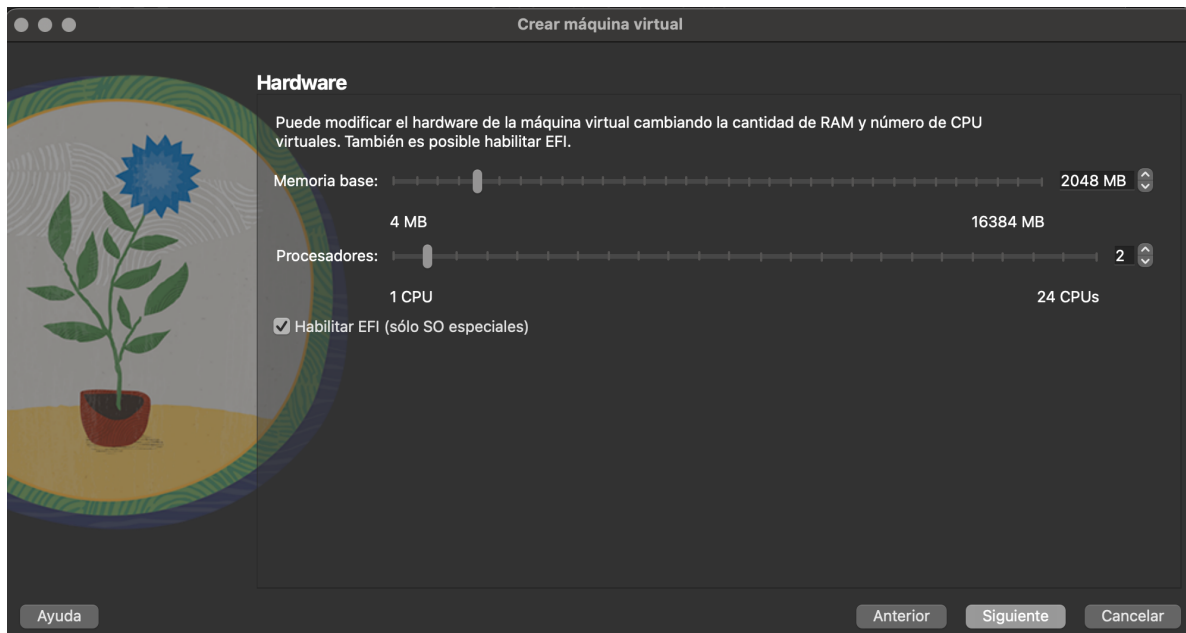 Crear máquina virtual
Hardware
Puede modificar el hardware de la máquina virtual cambiando la cantidad de RAM y número de CPU
virtuales. También es posible habilitar EFI.
Memoria base: 2048 MB
4 MB 16384 MB
Procesadores: 2
1 CPU 24 CPUs
Habilitar EFI (sólo SO especiales)
Ayuda Anterior Siguiente Cancelar